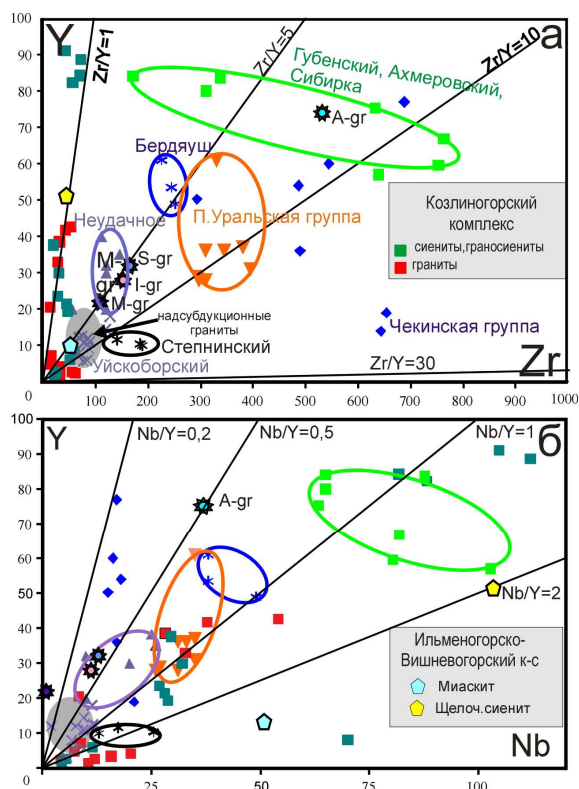 Y
Zr/Y=1
Zr/Y=5
Zr/Y=10
а
100
90
80
70
60
50
40
30
20
10
0
Губенский, Ахмеровский,
Сибирка
A-gr
Бердяуш
Неудачное
П.Уральская группа
M-
gr
S-gr
I-gr
M-gr
надсубдукционные
граниты
Степнинский
Уйскоборский
Чекинская группа
Козлиногорский
комплекс
сиениты,граносиениты
граниты
Zr/Y=30
Zr
100 200 300 400 500 600 700 800 900 1000
Y
Nb/Y=0,2
Nb/Y=0,5
Nb/Y=1
б
100
90
80
70
60
50
40
30
20
10
0
A-gr
Nb/Y=2
Ильменогорско-
Вишневогорский к-с
Миаскит
Щелоч.сиенит
Nb
25 50 75 100